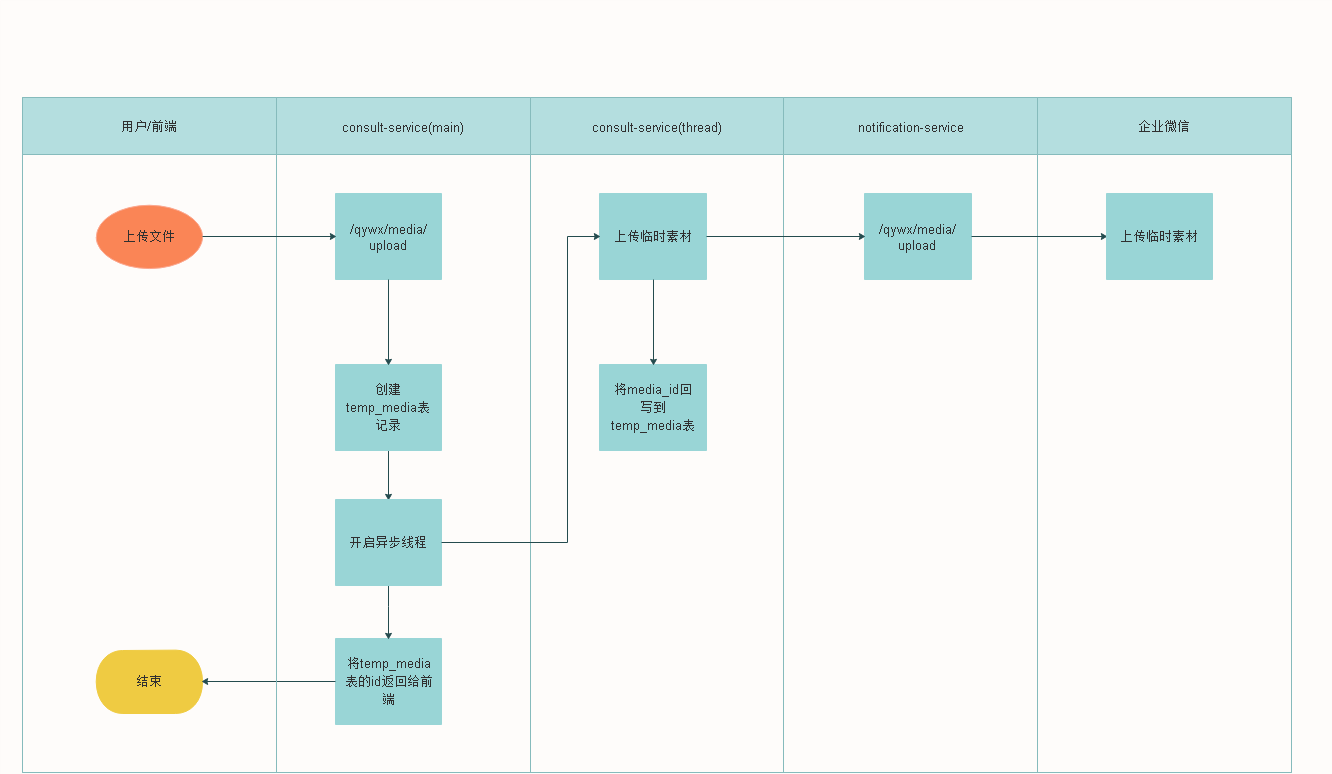 用户/前端
consult-service(main)
consult-service(thread)
notification-service
企业微信
上传文件
/qywx/media/
upload
上传临时素材
/qywx/media/
upload
上传临时素材
创建
temp_media表
记录
将media_id回
写到
temp_media表
开启异步线程
结束
将temp_media
表的id返回给前
端